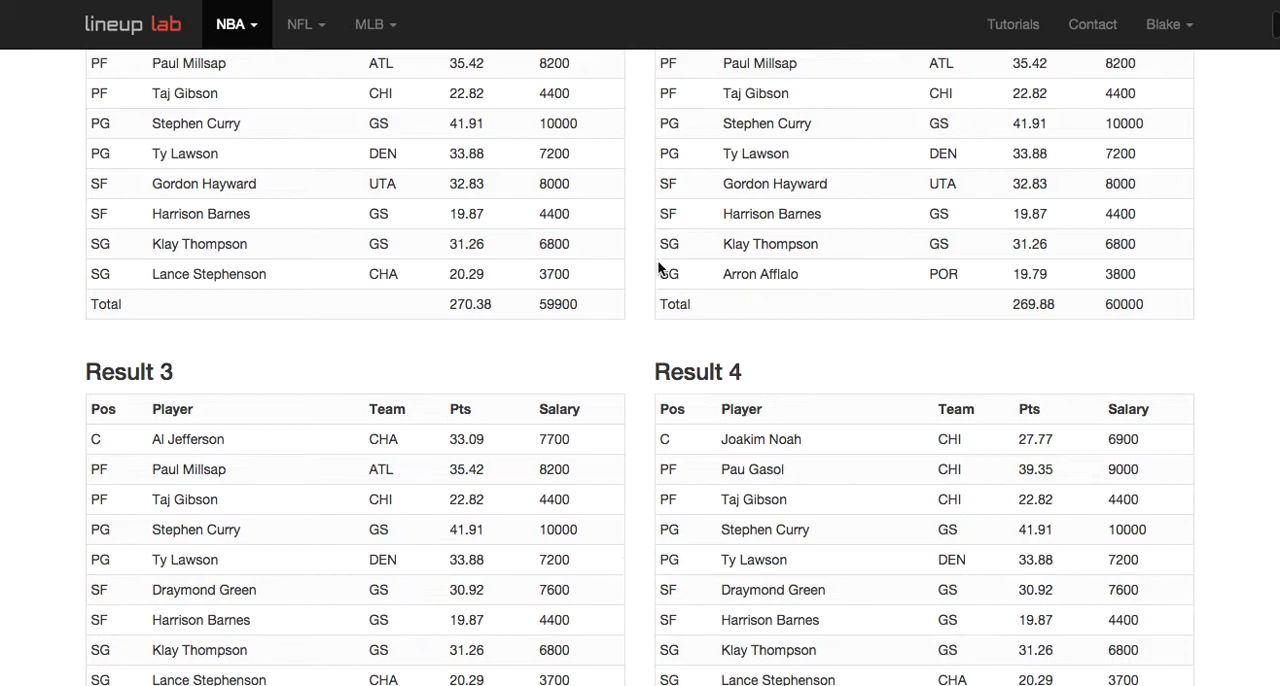 lineup lab NBA NFL MLB Tutorials Contact Blake
PF Paul Millsap ATL 35.42 8200
PF Taj Gibson CHI 22.82 4400
PG Stephen Curry GS 41.91 10000
PG Ty Lawson DEN 33.88 7200
SF Gordon Hayward UTA 32.83 8000
SF Harrison Barnes GS 19.87 4400
SG Klay Thompson GS 31.26 6800
SG Lance Stephenson CHA 20.29 3700
Total 270.38 59900
PF Paul Millsap ATL 35.42 8200
PF Taj Gibson CHI 22.82 4400
PG Stephen Curry GS 41.91 10000
PG Ty Lawson DEN 33.88 7200
SF Gordon Hayward UTA 32.83 8000
SF Harrison Barnes GS 19.87 4400
SG Klay Thompson GS 31.26 6800
SG Arron Afflalo POR 19.79 3800
Total 269.88 60000
Result 3
Pos Player Team Pts Salary
C Al Jefferson CHA 33.09 7700
PF Paul Millsap ATL 35.42 8200
PF Taj Gibson CHI 22.82 4400
PG Stephen Curry GS 41.91 10000
PG Ty Lawson DEN 33.88 7200
SF Draymond Green GS 30.92 7600
SF Harrison Barnes GS 19.87 4400
SG Klay Thompson GS 31.26 6800
SG Lance Stephenson CHA 20.29 3700
Result 4
Pos Player Team Pts Salary
C Joakim Noah CHI 27.77 6900
PF Pau Gasol CHI 39.35 9000
PF Taj Gibson CHI 22.82 4400
PG Stephen Curry GS 41.91 10000
PG Ty Lawson DEN 33.88 7200
SF Draymond Green GS 30.92 7600
SF Harrison Barnes GS 19.87 4400
SG Klay Thompson GS 31.26 6800
SG Lance Stephenson CHA 20.29 3700